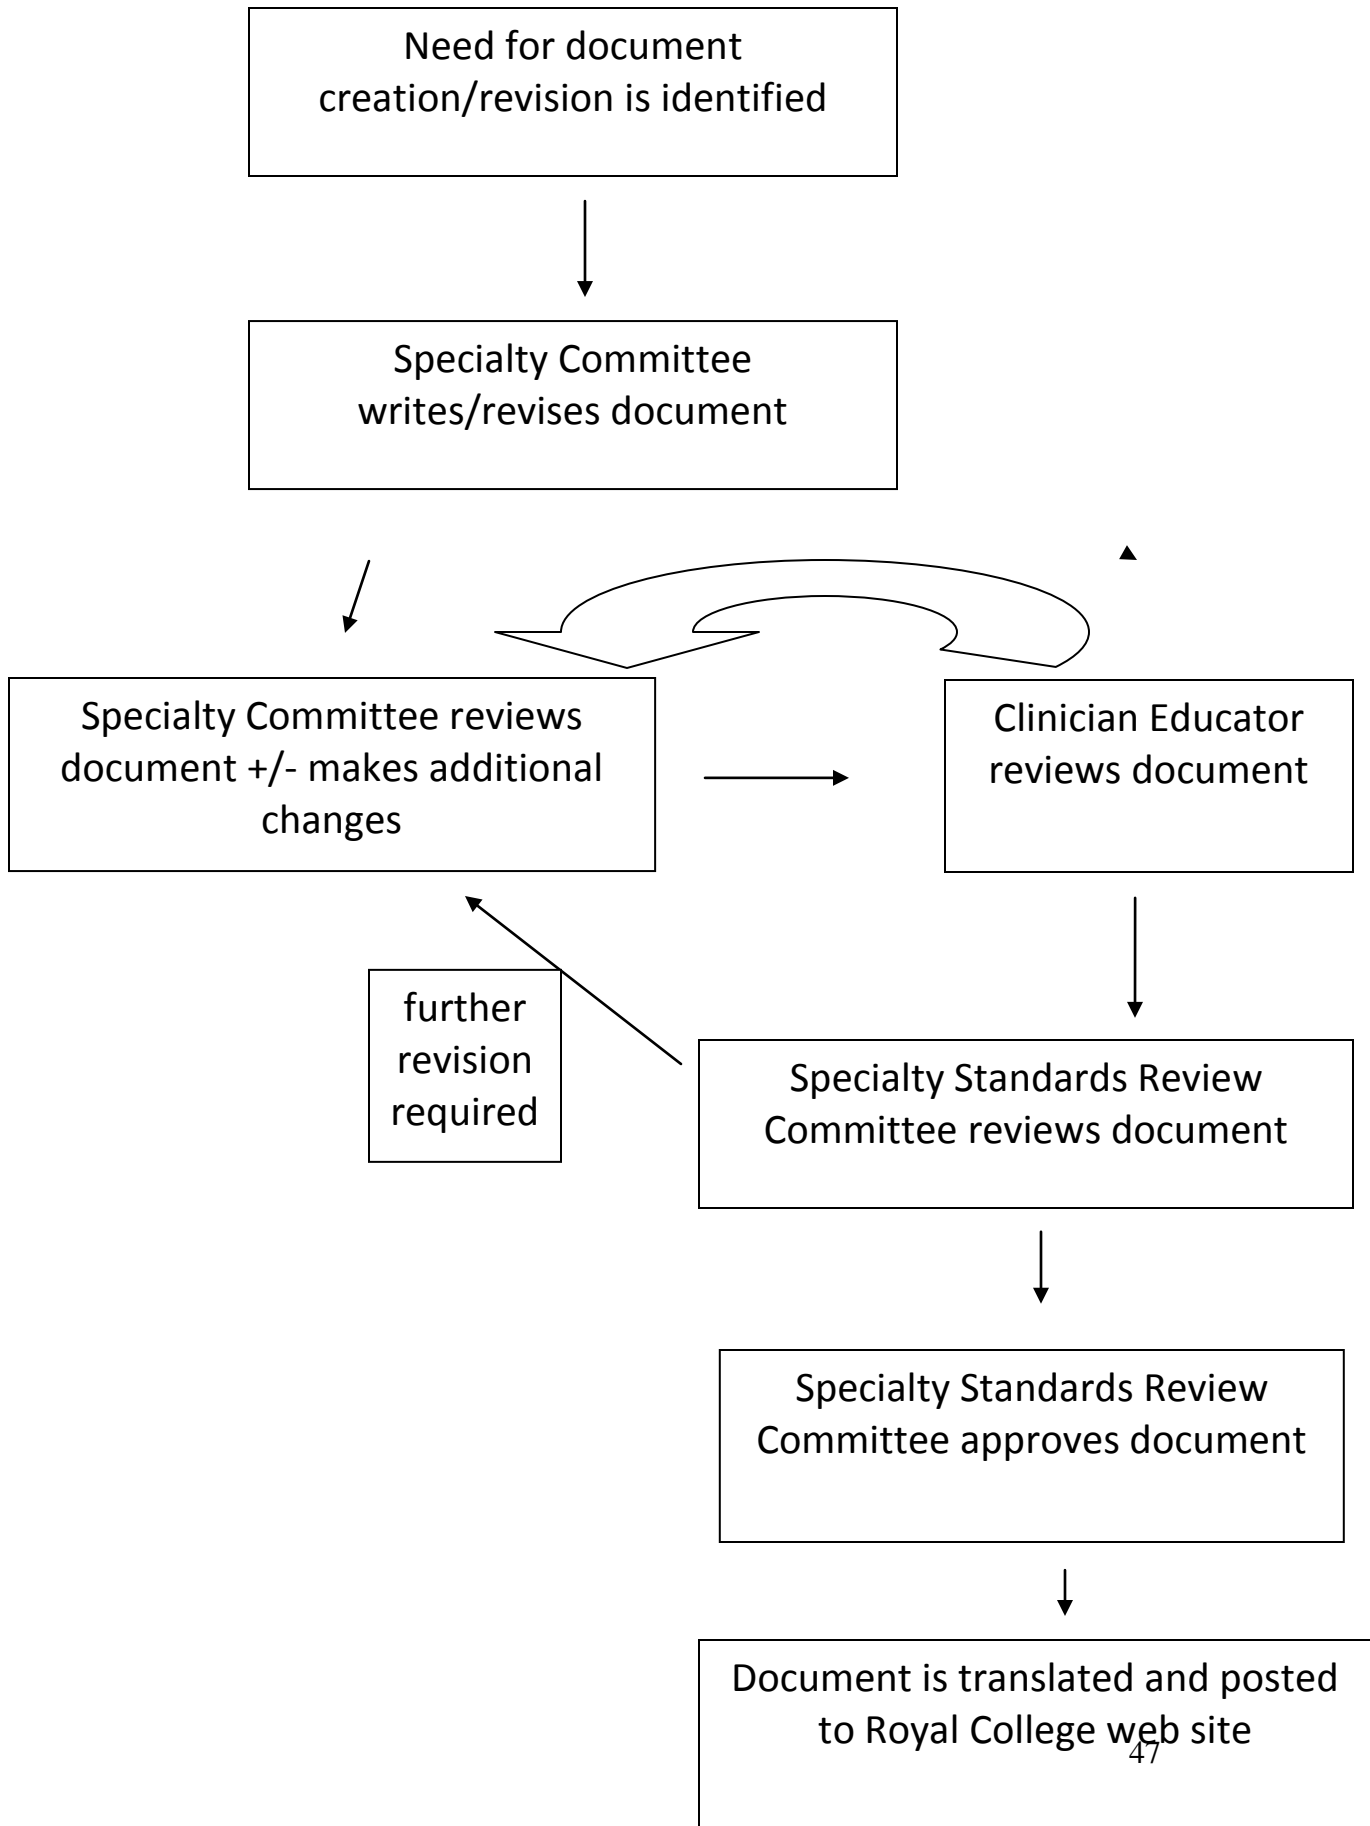 Need for document
creation/revision is identified
Specialty Committee
writes/revises document
Specialty Committee reviews
document +/- makes additional
changes
Clinician Educator
reviews document
further
revision
required
Specialty Standards Review
Committee reviews document
Specialty Standards Review
Committee approves document
Document is translated and posted
to Royal College web site
47